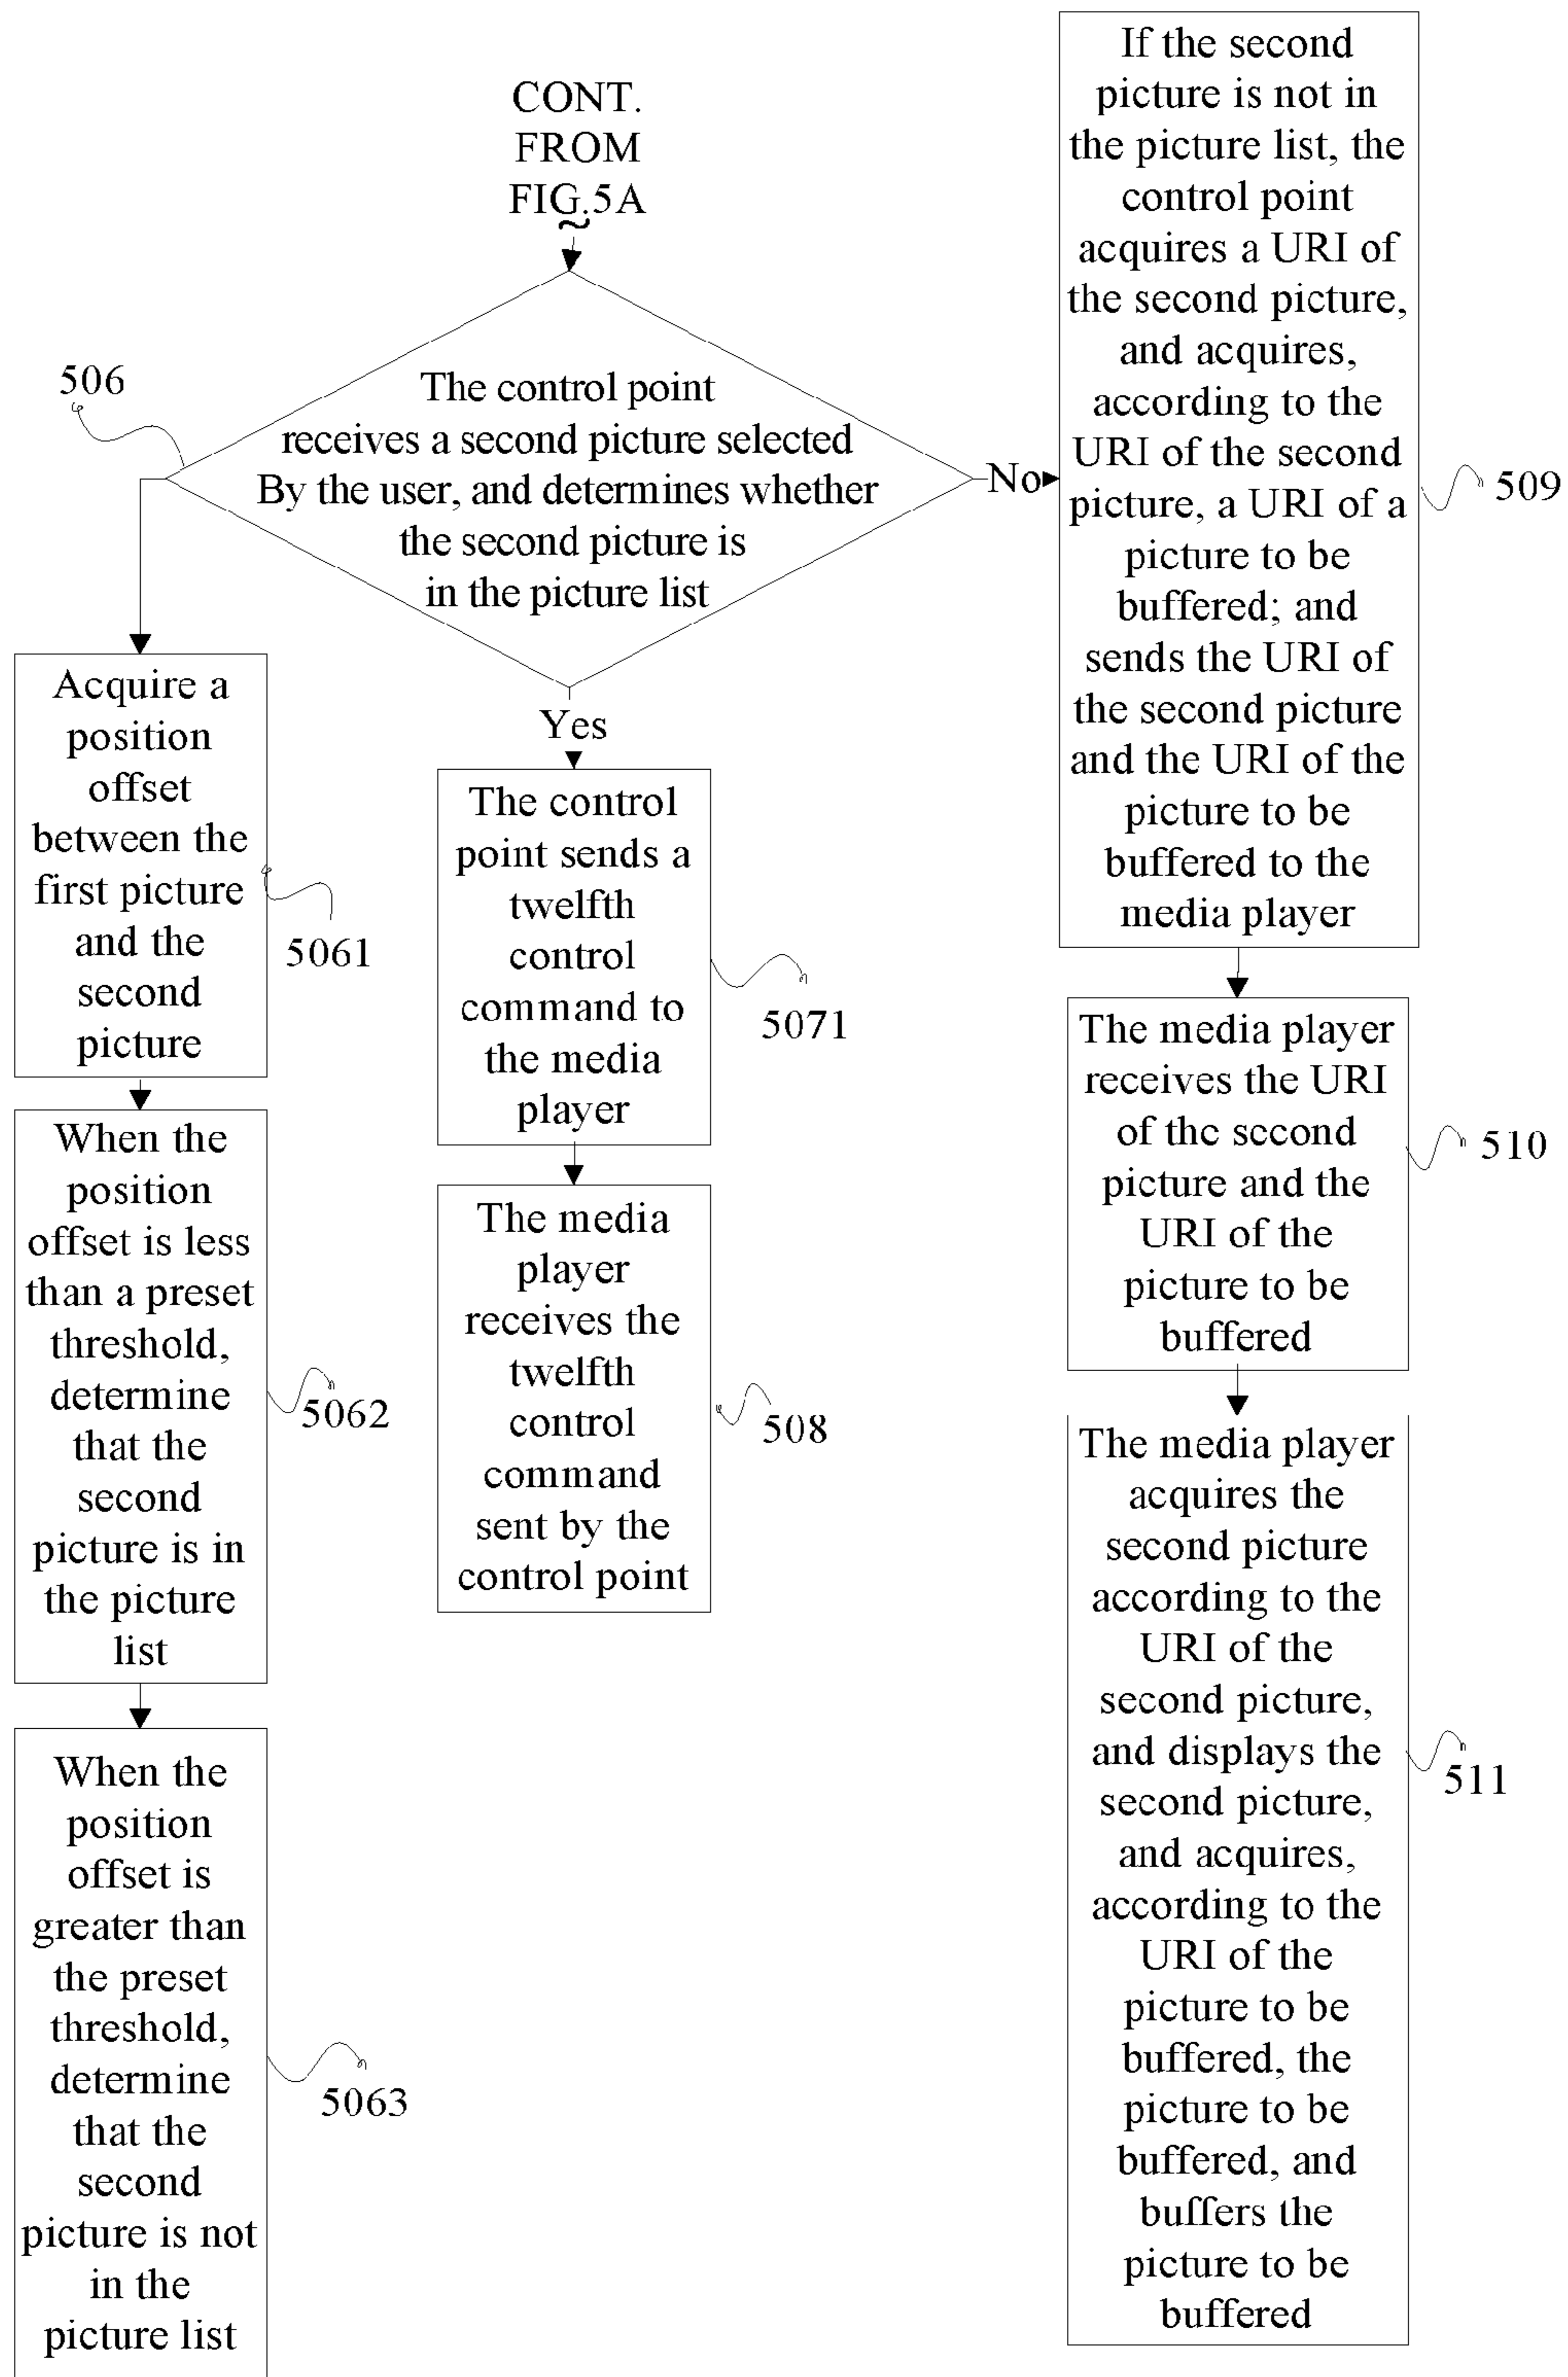 CONT.
FROM
FIG.5A
506
The control point
receives a second picture selected
By the user, and determines whether
the second picture is
in the picture list
No
Yes
Acquire a
position
offset
between the
first picture
and the
second
picture
5061
When the
position
offset is less
than a preset
threshold,
determine
that the
second
picture is in
the picture
list
5062
When the
position
offset is
greater than
the preset
threshold,
determine
that the
second
picture is not
in the
picture list
5063
The control
point sends a
twelfth
control
command to
the media
player
5071
The media
player
receives the
twelfth
control
command
sent by the
control point
508
If the second
picture is not in
the picture list, the
control point
acquires a URI of
the second picture,
and acquires,
according to the
URI of the second
picture, a URI of a
picture to be
buffered; and
sends the URI of
the second picture
and the URI of the
picture to be
buffered to the
media player
509
The media player
receives the URI
of the second
picture and the
URI of the
picture to be
buffered
510
The media player
acquires the
second picture
according to the
URI of the
second picture,
and displays the
second picture,
and acquires,
according to the
URI of the
picture to be
buffered, the
picture to be
buffered, and
buffers the
picture to be
buffered
511